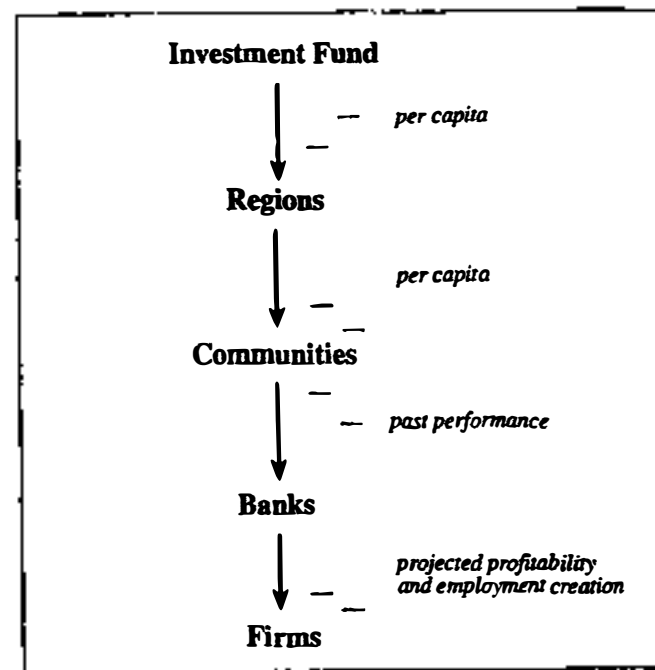 Investment Fund
per capita
Regions
per capita
Communities
past performance
Banks
projected profitability
and employment creation
Firms